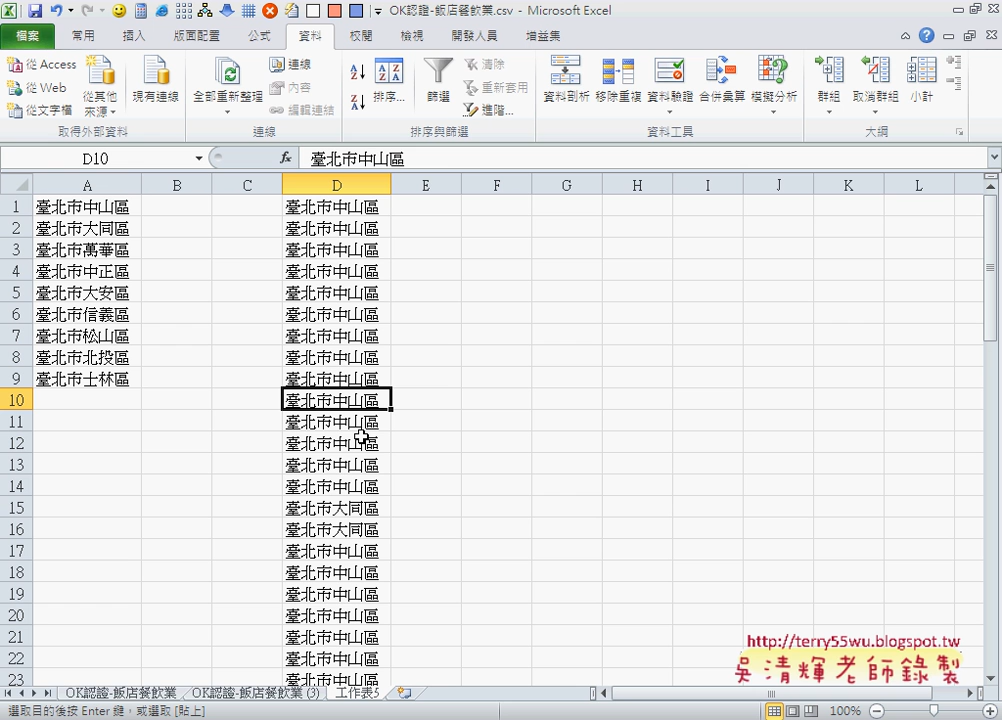 OK認證-飯店餐飲業.csv - Microsoft Excel
檔案 常用 插入 版面配置 公式 資料 校閱 檢視 開發人員 增益集
從 Access
從 Web
從文字檔
從其他來源
現有連線
全部重新整理
連線
內容
編輯連結
排序...
篩選
清除
重新套用
進階...
資料剖析 移除重複 資料驗證 合併彙算 模擬分析
群組 取消群組 小計
取得外部資料 連線 排序與篩選 資料工具 大綱
D10 fx 臺北市中山區
A B C D E F G H I J K L
1 臺北市中山區 臺北市中山區
2 臺北市大同區 臺北市中山區
3 臺北市萬華區 臺北市中山區
4 臺北市中正區 臺北市中山區
5 臺北市大安區 臺北市中山區
6 臺北市信義區 臺北市中山區
7 臺北市松山區 臺北市中山區
8 臺北市北投區 臺北市中山區
9 臺北市士林區 臺北市中山區
10 臺北市中山區
11 臺北市中山區
12 臺北市中山區
13 臺北市中山區
14 臺北市中山區
15 臺北市大同區
16 臺北市大同區
17 臺北市中山區
18 臺北市中山區
19 臺北市中山區
20 臺北市中山區
21 臺北市中山區
22 臺北市中山區
23 臺北市中山區
http://terry55wu.blogspot.tw
吳清輝老師錄製
OK認證-飯店餐飲業 OK認證-飯店餐飲業 (3) 工作表5
選取目的後按 Enter 鍵，或選取 [貼上]
100%